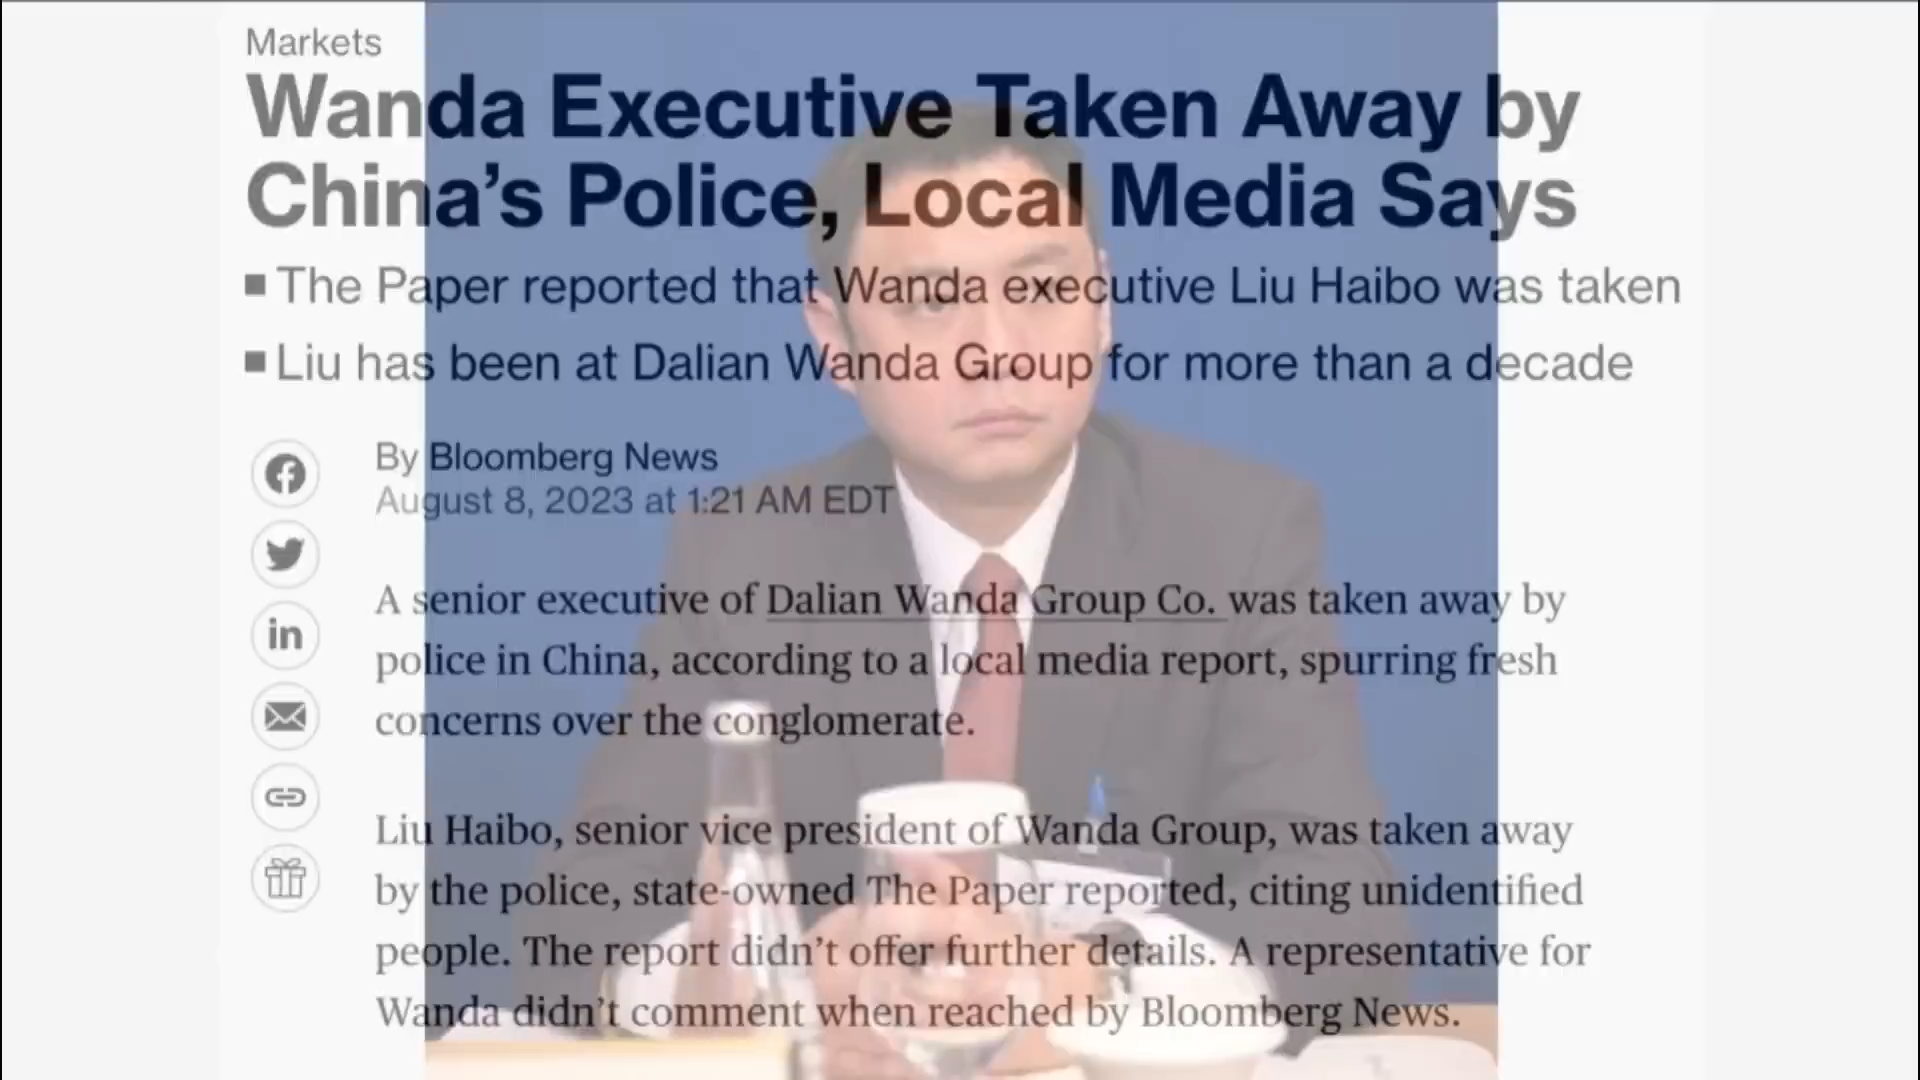 Markets
Wanda Executive Taken Away by
China’s Police, Local Media Says
The Paper reported that Wanda executive Liu Haibo was taken
Liu has been at Dalian Wanda Group for more than a decade
By Bloomberg News
August 8, 2023 at 1:21 AM EDT
A senior executive of Dalian Wanda Group Co. was taken away by
police in China, according to a local media report, spurring fresh
concerns over the conglomerate.
Liu Haibo, senior vice president of Wanda Group, was taken away
by the police, state-owned The Paper reported, citing unidentified
people. The report didn’t offer further details. A representative for
Wanda didn’t comment when reached by Bloomberg News.